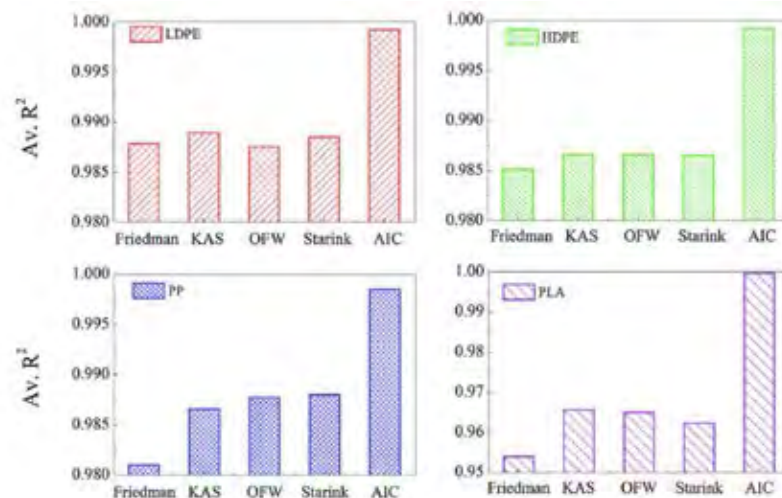 1.000
LDPE
0.995
0.990
0.985
0.980
Av. R²
Friedman KAS OFW Starink AIC
1.000
HDPE
0.995
0.990
0.985
0.980
Friedman KAS OFW Starink AIC
1.000
PP
0.995
0.990
0.985
0.980
Av. R²
Friedman KAS OFW Starink AIC
1.00
PLA
0.99
0.98
0.97
0.96
0.95
Friedman KAS OFW Starink AIC